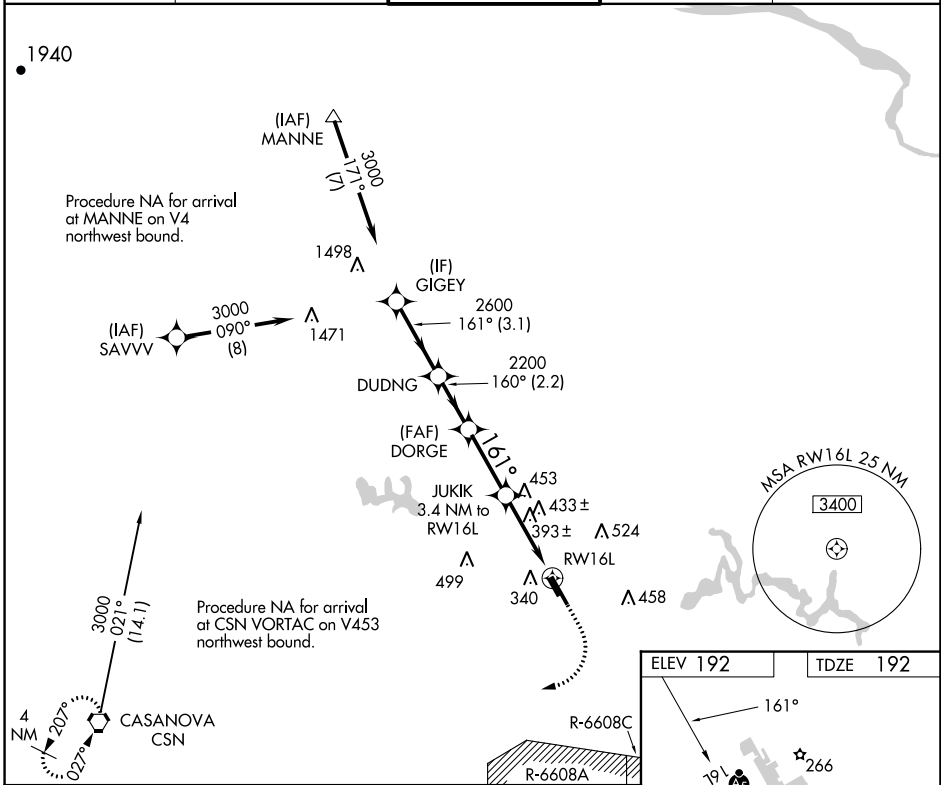 1940
(IAF)
MANNE
3000
171°
(7)
Procedure NA for arrival
at MANNE on V4
northwest bound.
1498
(IF)
GIGEY
3000
090°
(8)
(IAF)
SAVVV
1471
2600
161° (3.1)
2200
160° (2.2)
DUDNG
(FAF)
DORGE
161°
MSA RW16L 25 NM
3400
JUKIK
3.4 NM to
RW16L
453
433±
393±
524
RW16L
499
340
458
3000
021°
(14.1)
Procedure NA for arrival
at CSN VORTAC on V453
northwest bound.
ELEV 192
TDZE 192
161°
4
NM
207°
027°
CASANOVA
CSN
R-6608C
R-6608A
266
16L